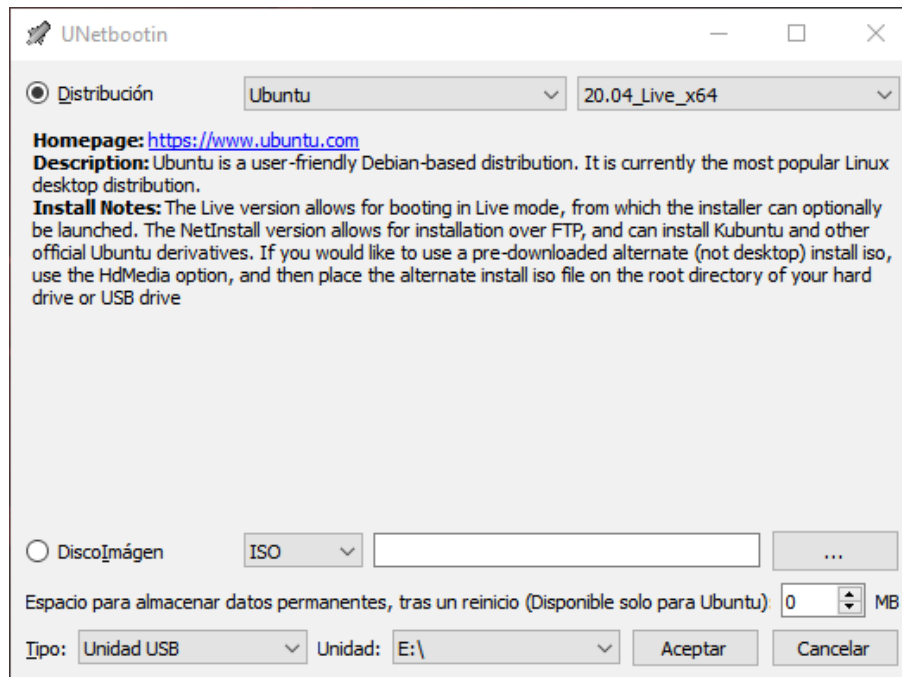 UNetbootin
Distribución Ubuntu 20.04_Live_x64
Homepage: https://www.ubuntu.com
Description: Ubuntu is a user-friendly Debian-based distribution. It is currently the most popular Linux
desktop distribution.
Install Notes: The Live version allows for booting in Live mode, from which the installer can optionally
be launched. The NetInstall version allows for installation over FTP, and can install Kubuntu and other
official Ubuntu derivatives. If you would like to use a pre-downloaded alternate (not desktop) install iso,
use the HdMedia option, and then place the alternate install iso file on the root directory of your hard
drive or USB drive
DiscoImágen ISO ...
Espacio para almacenar datos permanentes, tras un reinicio (Disponible solo para Ubuntu) 0 MB
Tipo: Unidad USB Unidad: E:\ Aceptar Cancelar